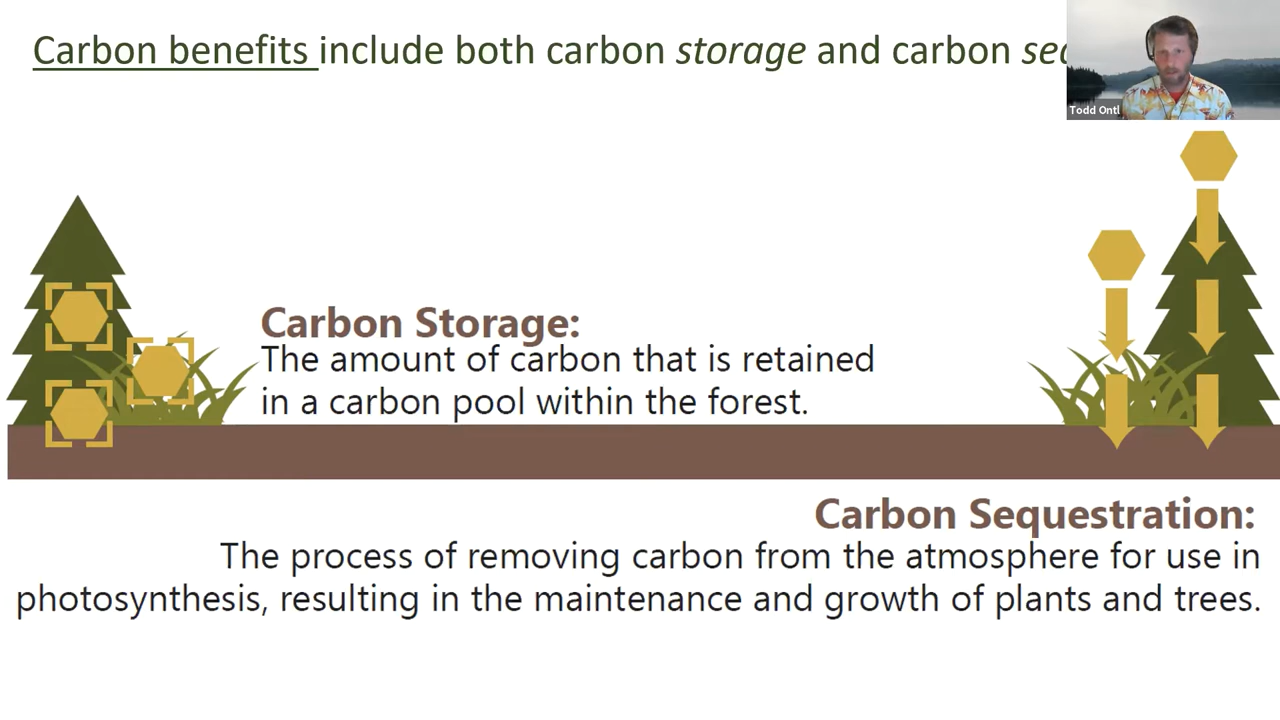 Carbon benefits include both carbon storage and carbon
Todd Ontl
Carbon Storage:
The amount of carbon that is retained
in a carbon pool within the forest.
Carbon Sequestration:
The process of removing carbon from the atmosphere for use in
photosynthesis, resulting in the maintenance and growth of plants and trees.